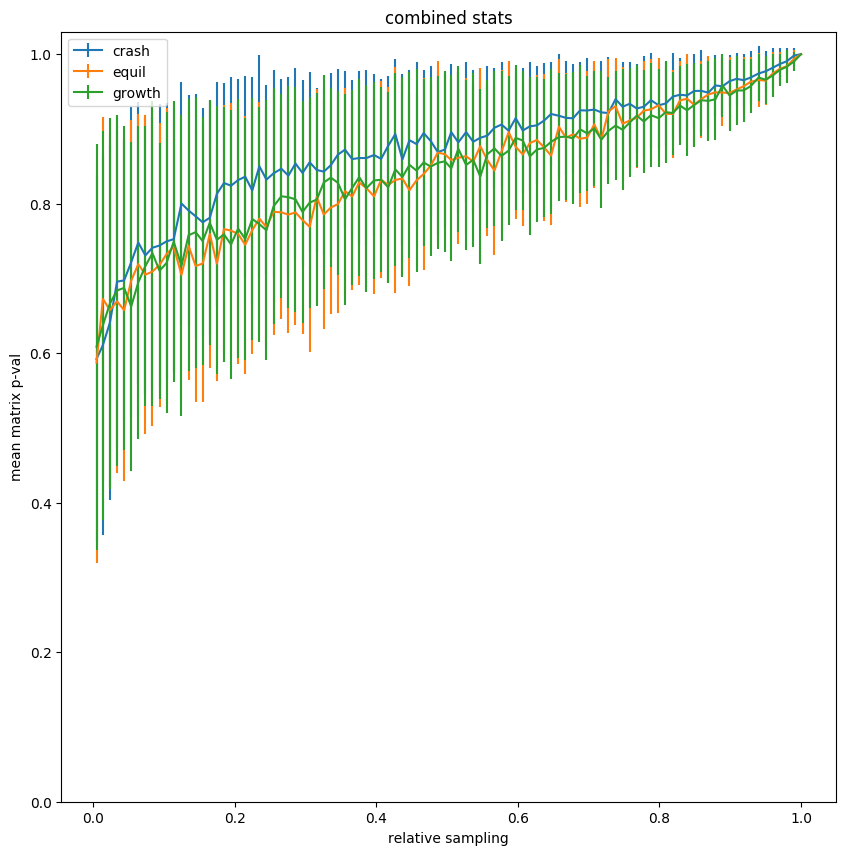 combined stats
crash
equil
growth
mean matrix p-val
1.0
0.8
0.6
0.4
0.2
0.0
0.0 0.2 0.4 0.6 0.8 1.0
relative sampling